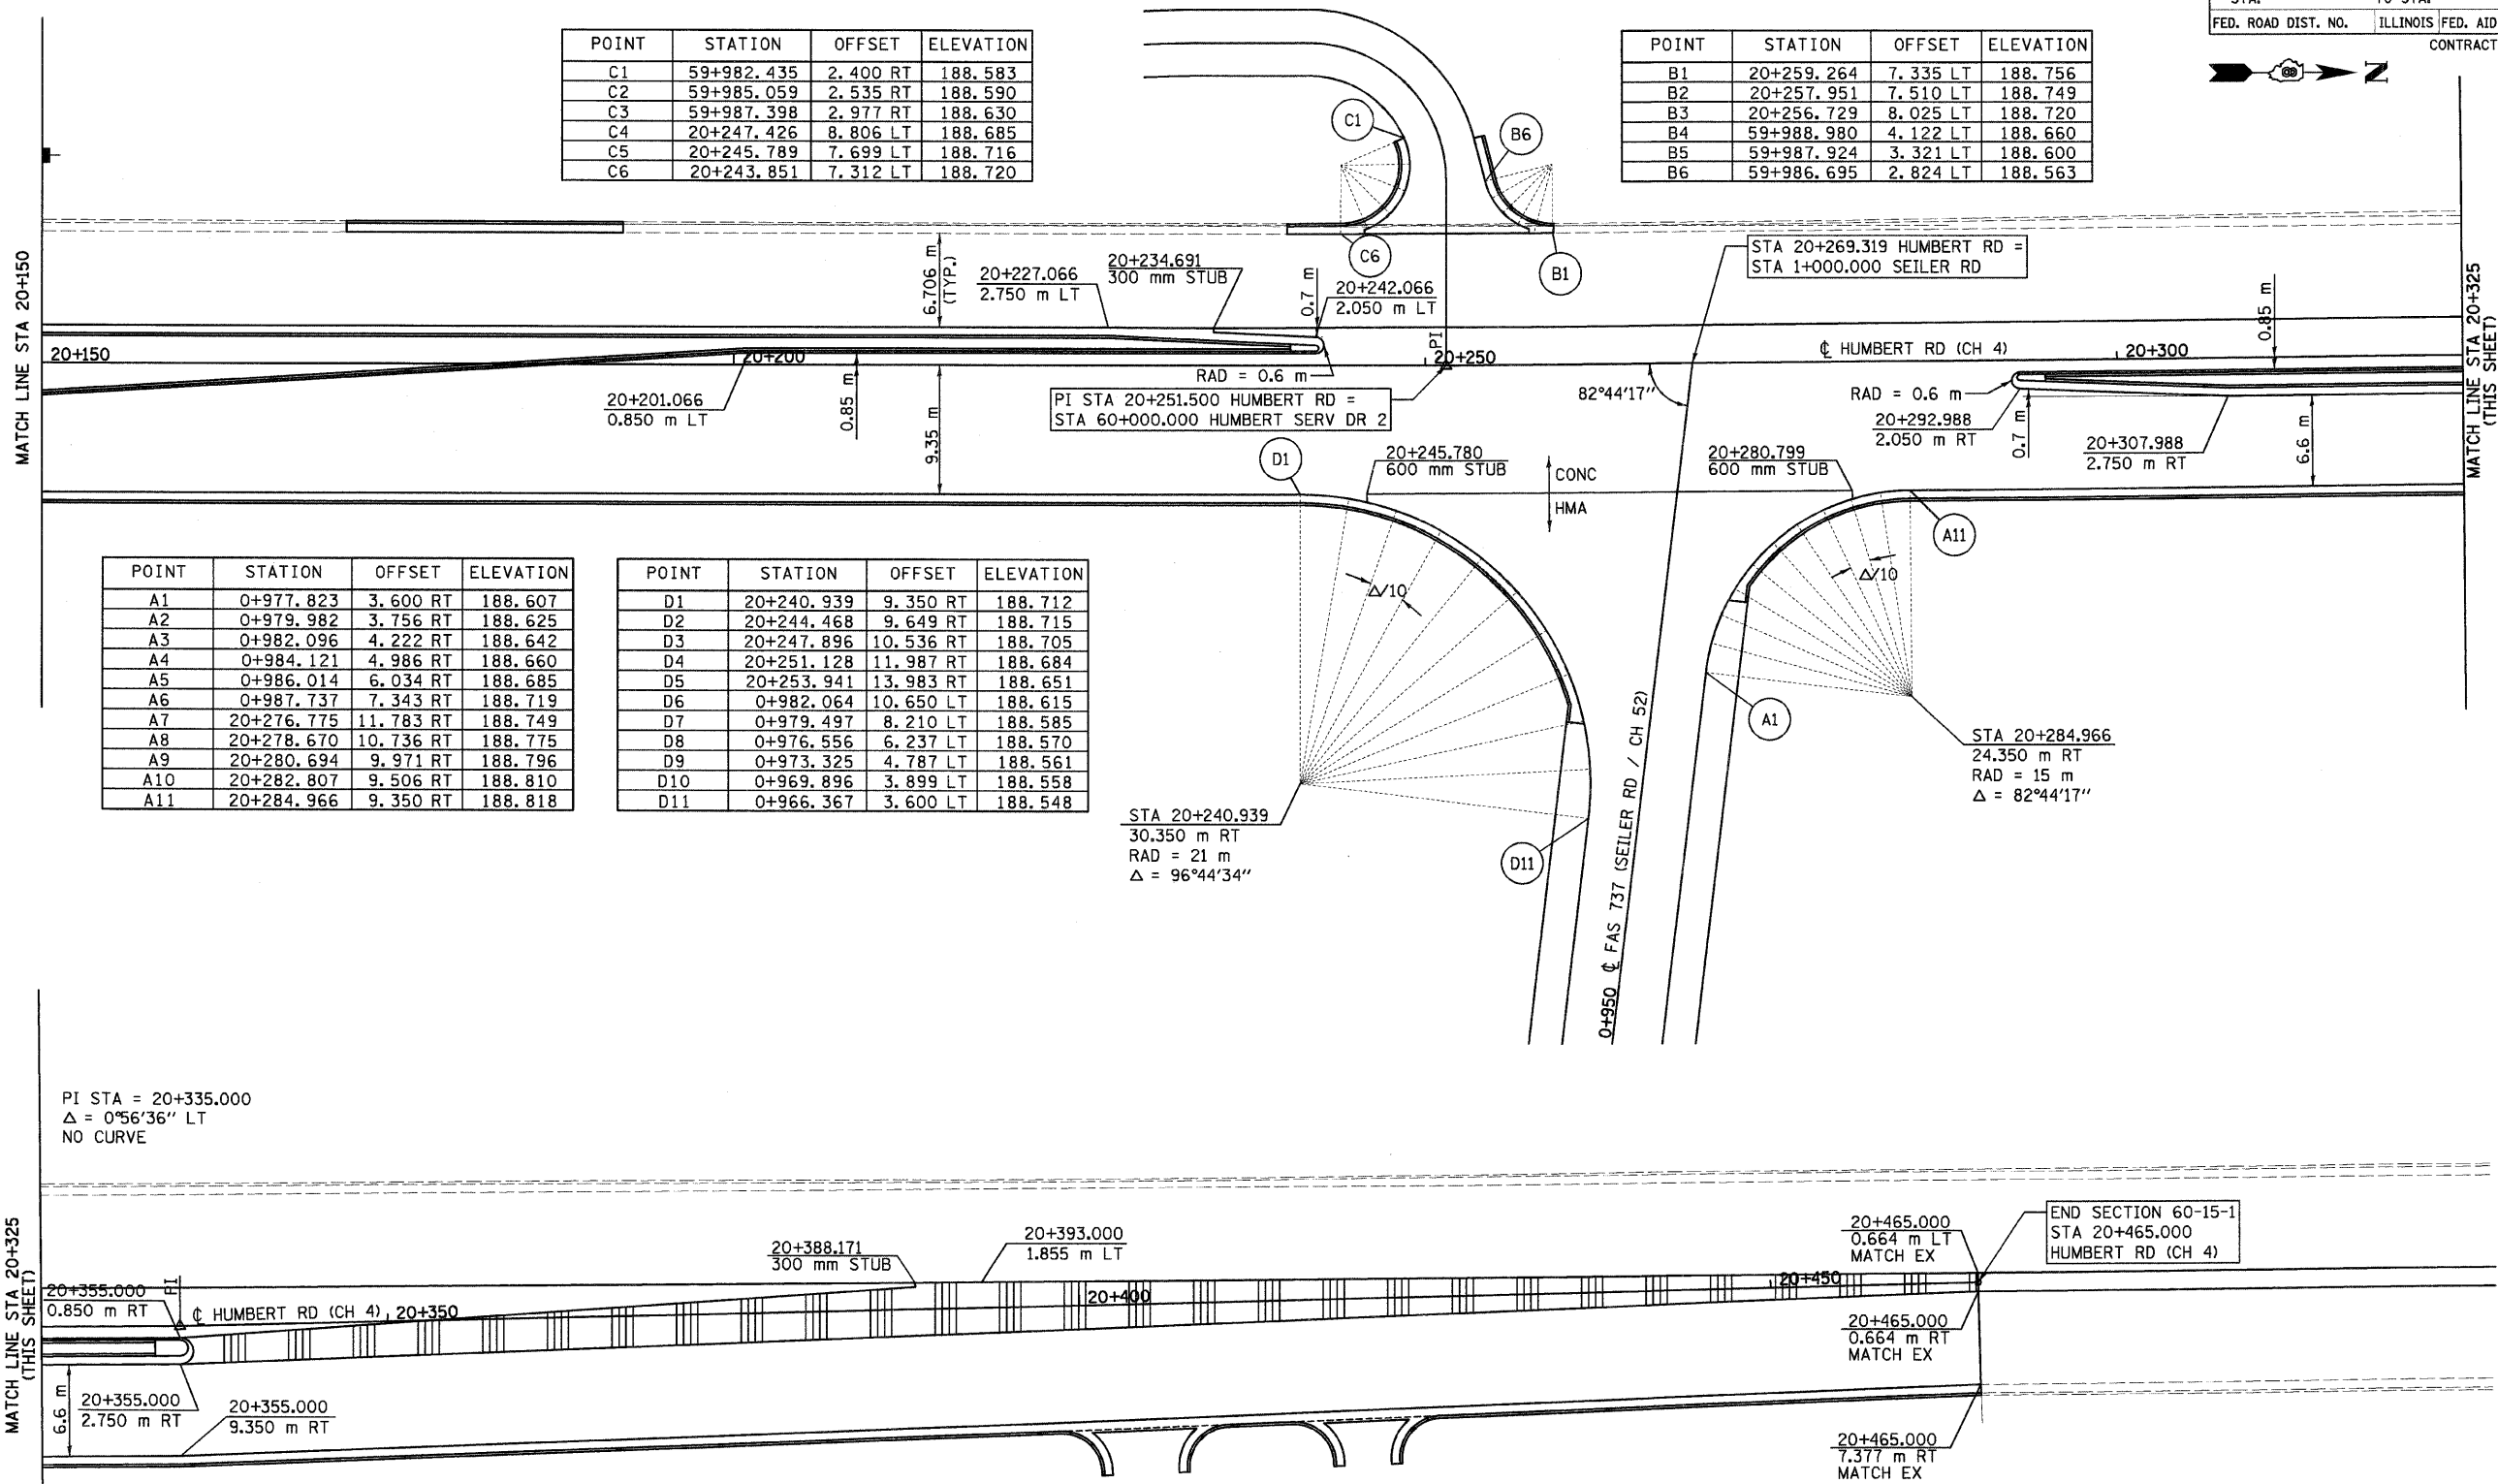 FED. ROAD DIST. NO. ILLINOIS FED. AID
CONTRACT
N
POINT STATION OFFSET ELEVATION
C1 59+982.435 2.400 RT 188.583
C2 59+985.059 2.535 RT 188.590
C3 59+987.398 2.977 RT 188.630
C4 20+247.426 8.806 LT 188.685
C5 20+245.789 7.699 LT 188.716
C6 20+243.851 7.312 LT 188.720
POINT STATION OFFSET ELEVATION
B1 20+259.264 7.335 LT 188.756
B2 20+257.951 7.510 LT 188.749
B3 20+256.729 8.025 LT 188.720
B4 59+988.980 4.122 LT 188.660
B5 59+987.924 3.321 LT 188.600
B6 59+986.695 2.824 LT 188.563
C1
B6
C6
B1
MATCH LINE STA 20+150
6.706 m
(TYP.)
20+227.066
2.750 m LT
20+234.691
300 mm STUB
0.7 m
20+242.066
2.050 m LT
PI
STA 20+269.319 HUMBERT RD =
STA 1+000.000 SEILER RD
0.85 m
MATCH LINE STA 20+325
(THIS SHEET)
20+150
20+200
20+250
℄ HUMBERT RD (CH 4)
20+300
RAD = 0.6 m
20+201.066
0.850 m LT
0.85 m
9.35 m
PI STA 20+251.500 HUMBERT RD =
STA 60+000.000 HUMBERT SERV DR 2
82°44'17"
RAD = 0.6 m
20+292.988
2.050 m RT
0.7 m
20+307.988
2.750 m RT
6.6 m
D1
20+245.780
600 mm STUB
CONC
HMA
20+280.799
600 mm STUB
A11
Δ/10
Δ/10
POINT STATION OFFSET ELEVATION
A1 0+977.823 3.600 RT 188.607
A2 0+979.982 3.756 RT 188.625
A3 0+982.096 4.222 RT 188.642
A4 0+984.121 4.986 RT 188.660
A5 0+986.014 6.034 RT 188.685
A6 0+987.737 7.343 RT 188.719
A7 20+276.775 11.783 RT 188.749
A8 20+278.670 10.736 RT 188.775
A9 20+280.694 9.971 RT 188.796
A10 20+282.807 9.506 RT 188.810
A11 20+284.966 9.350 RT 188.818
POINT STATION OFFSET ELEVATION
D1 20+240.939 9.350 RT 188.712
D2 20+244.468 9.649 RT 188.715
D3 20+247.896 10.536 RT 188.705
D4 20+251.128 11.987 RT 188.684
D5 20+253.941 13.983 RT 188.651
D6 0+982.064 10.650 LT 188.615
D7 0+979.497 8.210 LT 188.585
D8 0+976.556 6.237 LT 188.570
D9 0+973.325 4.787 LT 188.561
D10 0+969.896 3.899 LT 188.558
D11 0+966.367 3.600 LT 188.548
A1
STA 20+284.966
24.350 m RT
RAD = 15 m
Δ = 82°44'17"
STA 20+240.939
30.350 m RT
RAD = 21 m
Δ = 96°44'34"
D11
0+950 ℄ FAS 737 (SEILER RD / CH 52)
PI STA = 20+335.000
Δ = 0°56'36" LT
NO CURVE
MATCH LINE STA 20+325
(THIS SHEET)
20+355.000
0.850 m RT
PI
℄ HUMBERT RD (CH 4)
20+350
20+388.171
300 mm STUB
20+393.000
1.855 m LT
20+400
20+450
20+465.000
0.664 m LT
MATCH EX
END SECTION 60-15-1
STA 20+465.000
HUMBERT RD (CH 4)
20+465.000
0.664 m RT
MATCH EX
6.6 m
20+355.000
2.750 m RT
20+355.000
9.350 m RT
20+465.000
7.377 m RT
MATCH EX